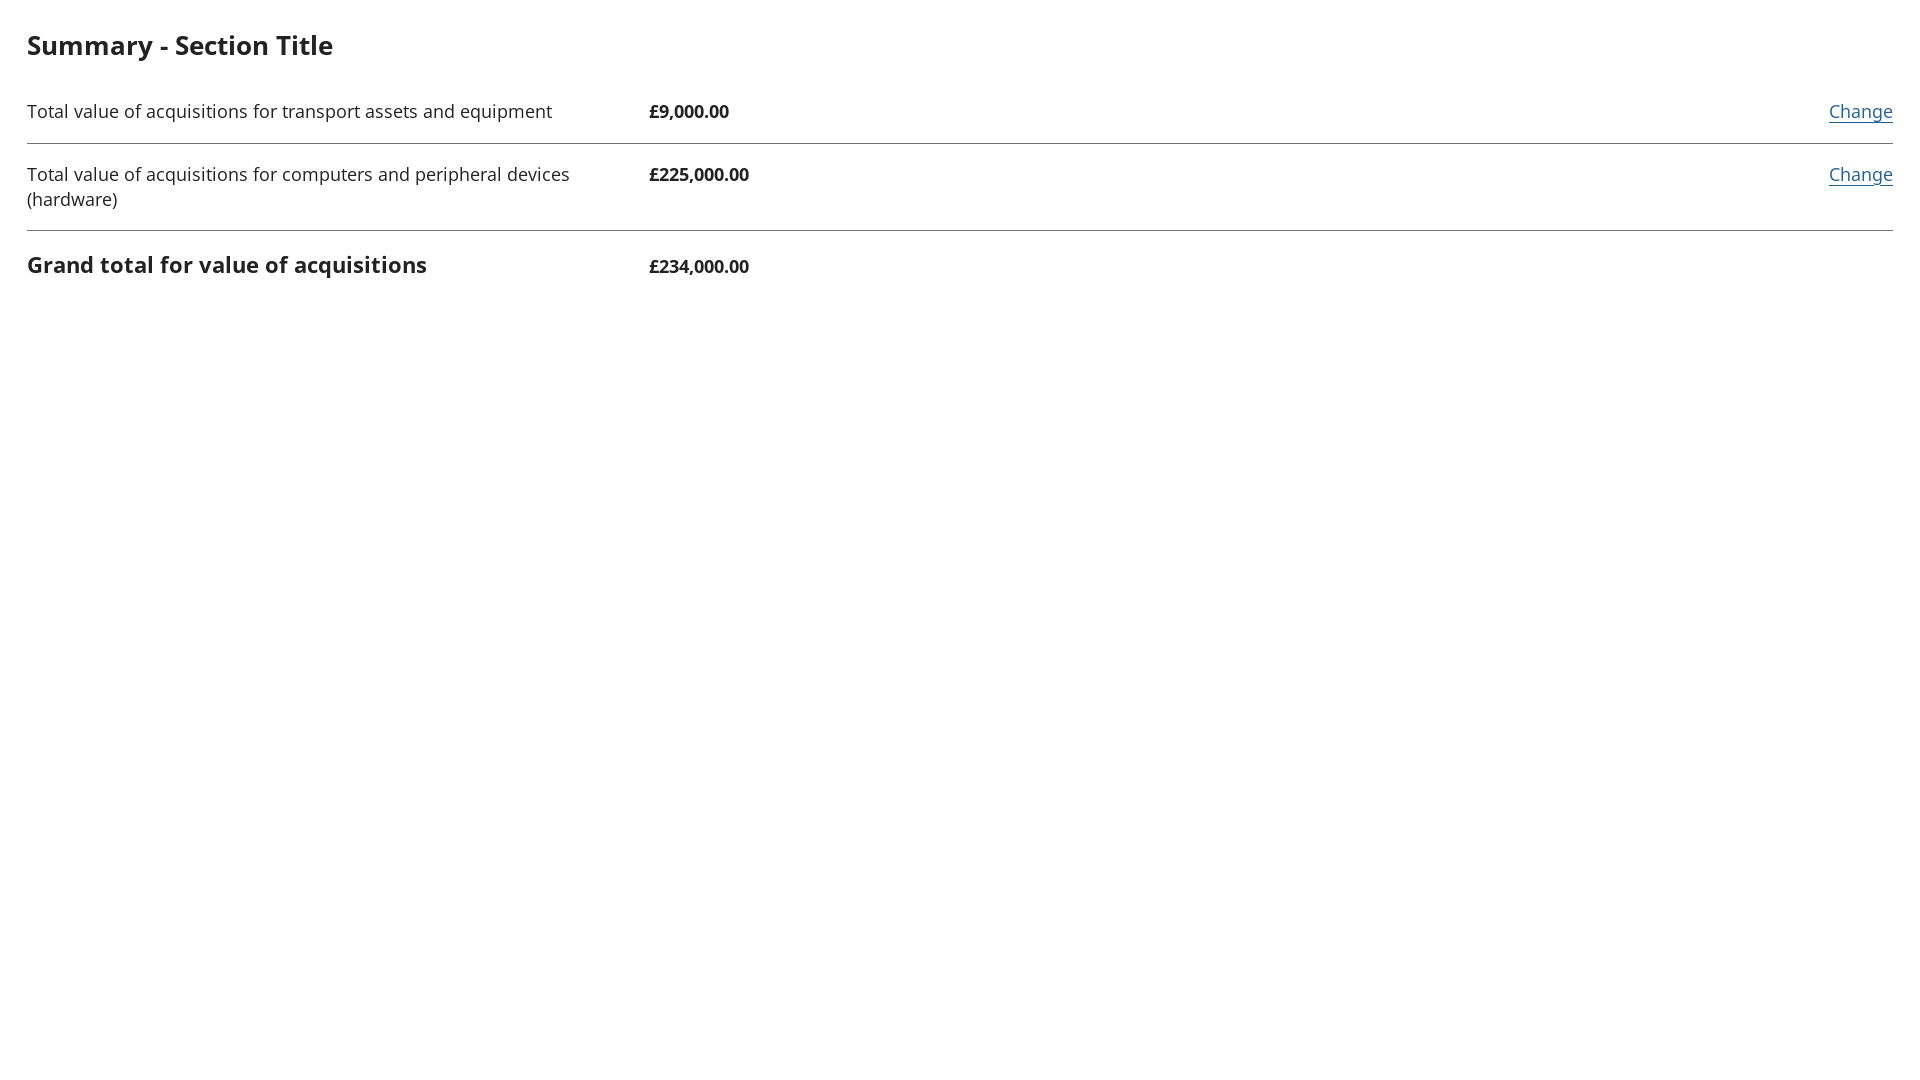 Summary - Section Title
Total value of acquisitions for transport assets and equipment £9,000.00 Change
Total value of acquisitions for computers and peripheral devices £225,000.00 Change
(hardware)
Grand total for value of acquisitions £234,000.00